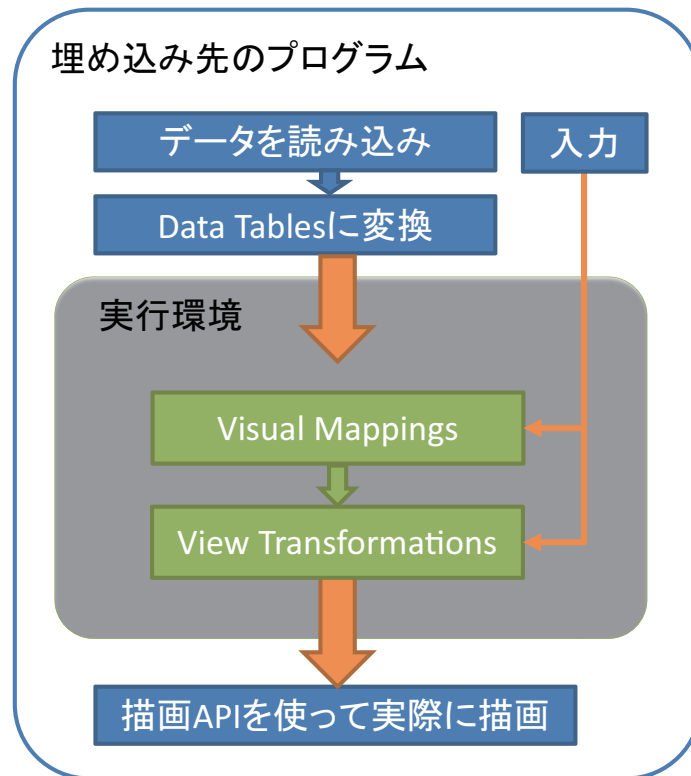 埋め込み先のプログラム
データを読み込み
入力
Data Tablesに変換
実行環境
Visual Mappings
View Transformations
描画APIを使って実際に描画